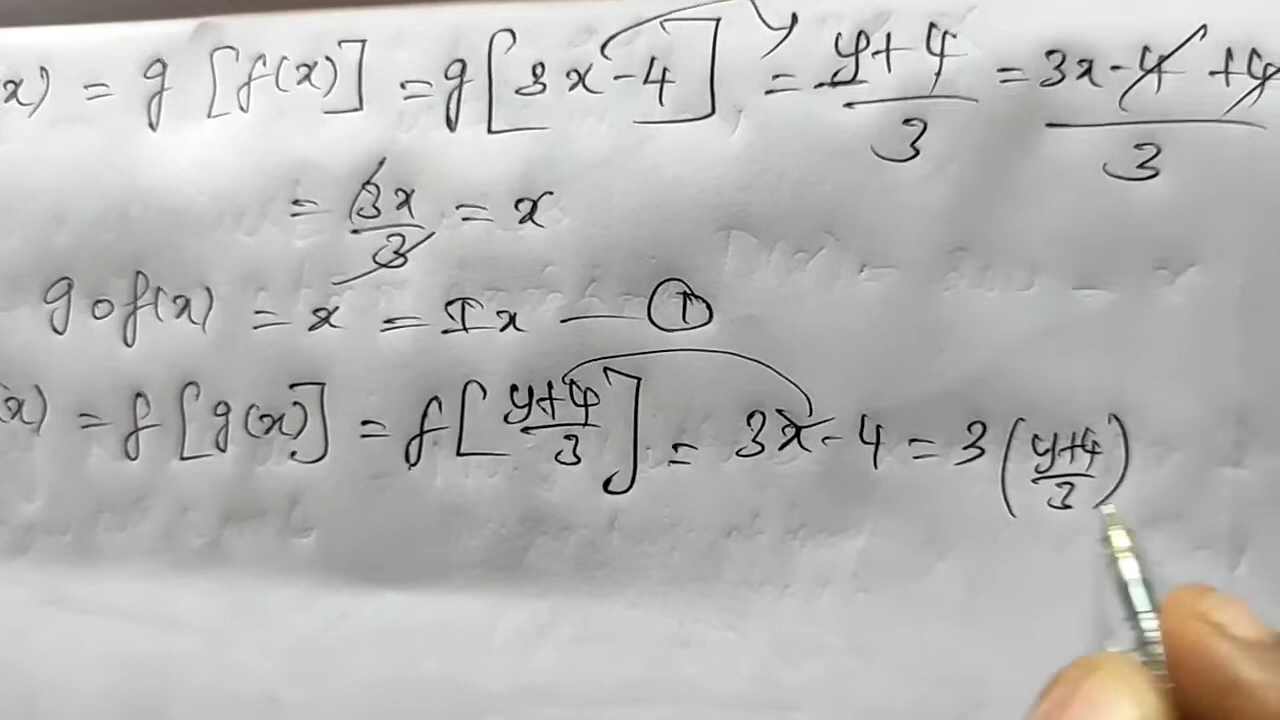 x) = g [f(x)] = g[3x-4] = y+4/3 = 3x-4+4/3
= 3x/3 = x
gof(x) = x = Ix — ①
(x) = f[g(x)] = f[y+4/3] = 3x-4 = 3(y+4/3)